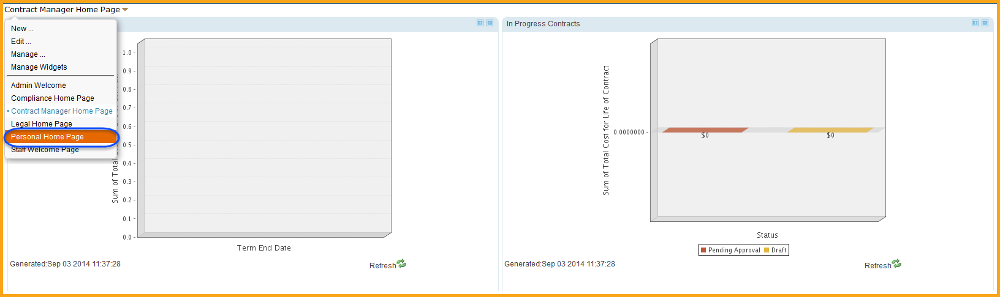 Contract Manager Home Page
New ...
Edit ...
Manage ...
Manage Widgets
Admin Welcome
Compliance Home Page
• Contract Manager Home Page
Legal Home Page
Personal Home Page
Staff Welcome Page
1.0
0.9
0.8
0.7
0.6
0.5
0.4
0.3
0.2
0.1
0.0
Sum of Total
Term End Date
Generated:Sep 03 2014 11:37:28
Refresh
In Progress Contracts
Sum of Total Cost for Life of Contract
0.0000000
$0
$0
Status
Pending Approval Draft
Generated:Sep 03 2014 11:37:28
Refresh